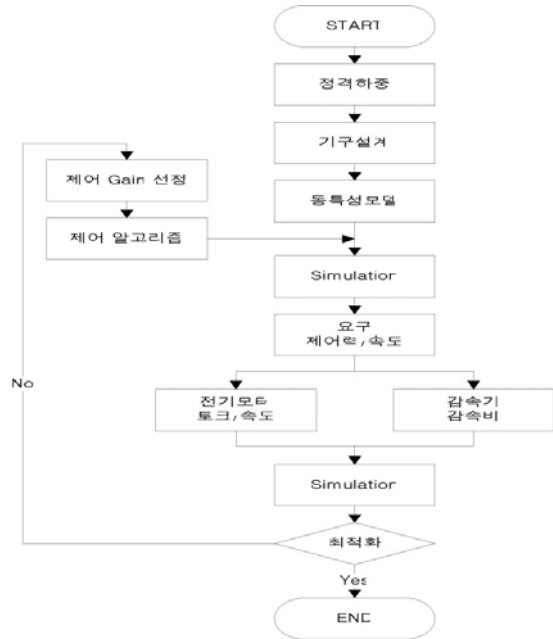 START
정격하중
기구설계
제어 Gain 선정
동특성모델
제어 알고리즘
Simulation
요구
제어력/속도
No
전기모터
토크/속도
감속기
감속비
Simulation
최적화
Yes
END